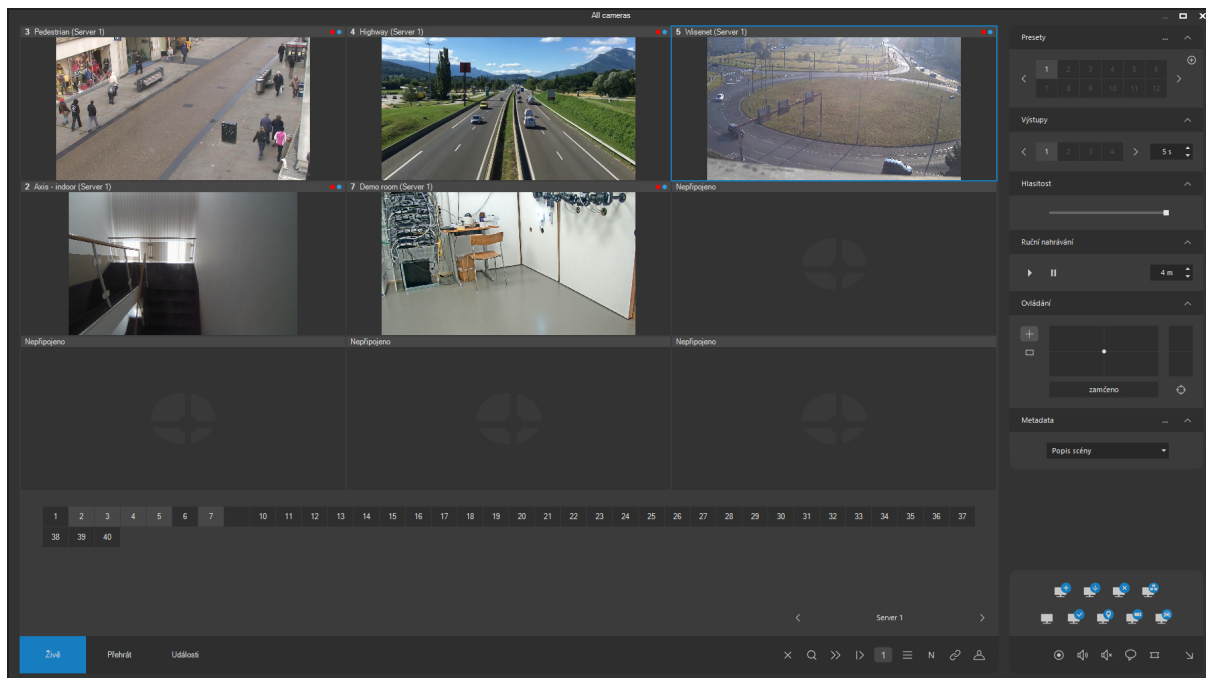 All cameras
3 Pedestrian (Server 1)
4 Highway (Server 1)
5 Wisenet (Server 1)
2 Axis - indoor (Server 1)
7 Demo room (Server 1)
Nepřipojeno
Nepřipojeno
Nepřipojeno
Nepřipojeno
1 2 3 4 5 6 7 10 11 12 13 14 15 16 17 18 19 20 21 22 23 24 25 26 27 28 29 30 31 32 33 34 35 36 37
38 39 40
Server 1
Živě
Přehrát
Události
1
N
Presety
1 2 3 4 5 6
7 8 9 10 11 12
Výstupy
1 2 3 4
5 s
Hlasitost
Ruční nahrávání
4 m
Ovládání
zamčeno
Metadata
Popis scény